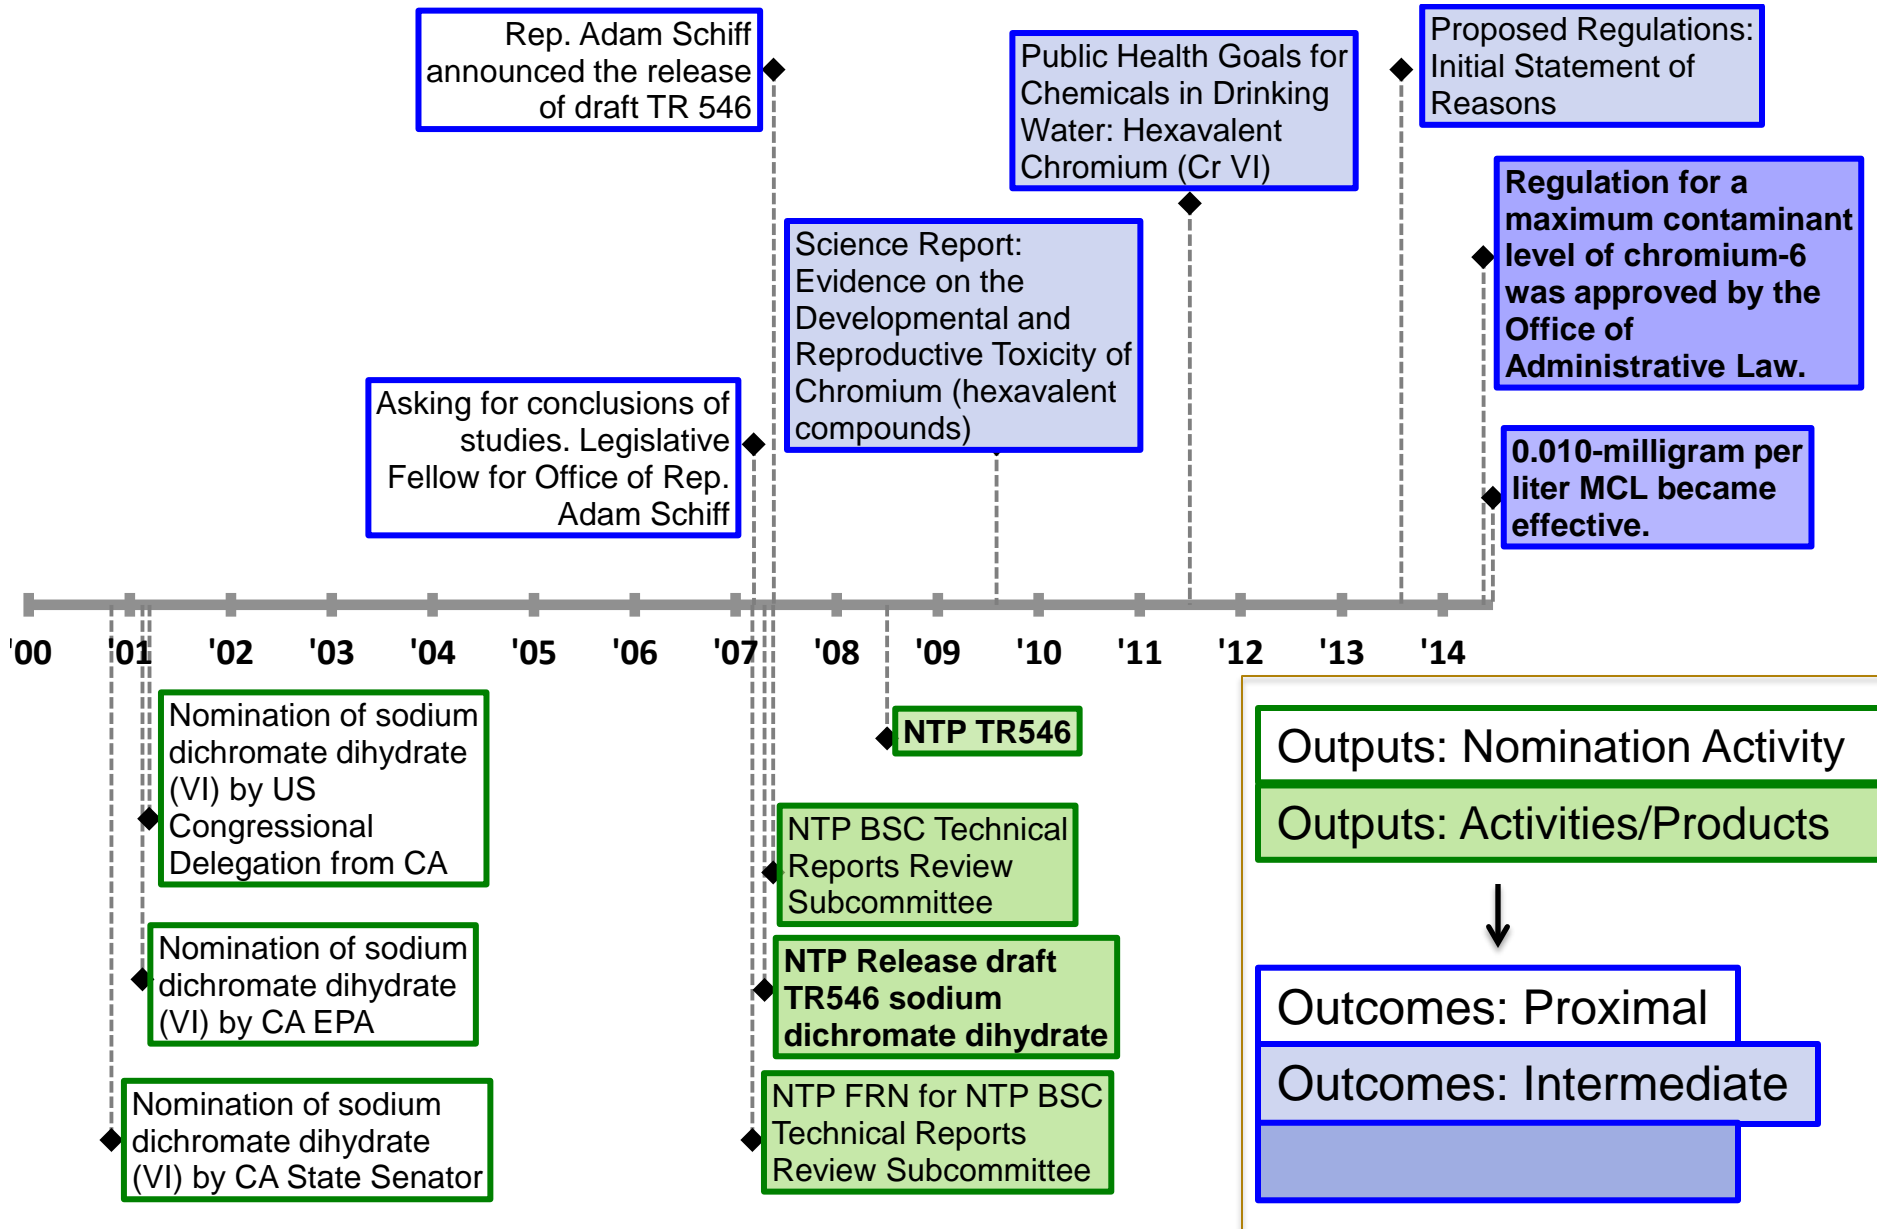 Rep. Adam Schiff
announced the release
of draft TR 546
Public Health Goals for
Chemicals in Drinking
Water: Hexavalent
Chromium (Cr VI)
Proposed Regulations:
Initial Statement of
Reasons
Regulation for a
maximum contaminant
level of chromium-6
was approved by the
Office of
Administrative Law.
Science Report:
Evidence on the
Developmental and
Reproductive Toxicity of
Chromium (hexavalent
compounds)
Asking for conclusions of
studies. Legislative
Fellow for Office of Rep.
Adam Schiff
0.010-milligram per
liter MCL became
effective.
'00 '01 '02 '03 '04 '05 '06 '07 '08 '09 '10 '11 '12 '13 '14
Nomination of sodium
dichromate dihydrate
(VI) by US
Congressional
Delegation from CA
Nomination of sodium
dichromate dihydrate
(VI) by CA EPA
Nomination of sodium
dichromate dihydrate
(VI) by CA State Senator
NTP TR546
NTP BSC Technical
Reports Review
Subcommittee
NTP Release draft
TR546 sodium
dichromate dihydrate
NTP FRN for NTP BSC
Technical Reports
Review Subcommittee
Outputs: Nomination Activity
Outputs: Activities/Products
Outcomes: Proximal
Outcomes: Intermediate